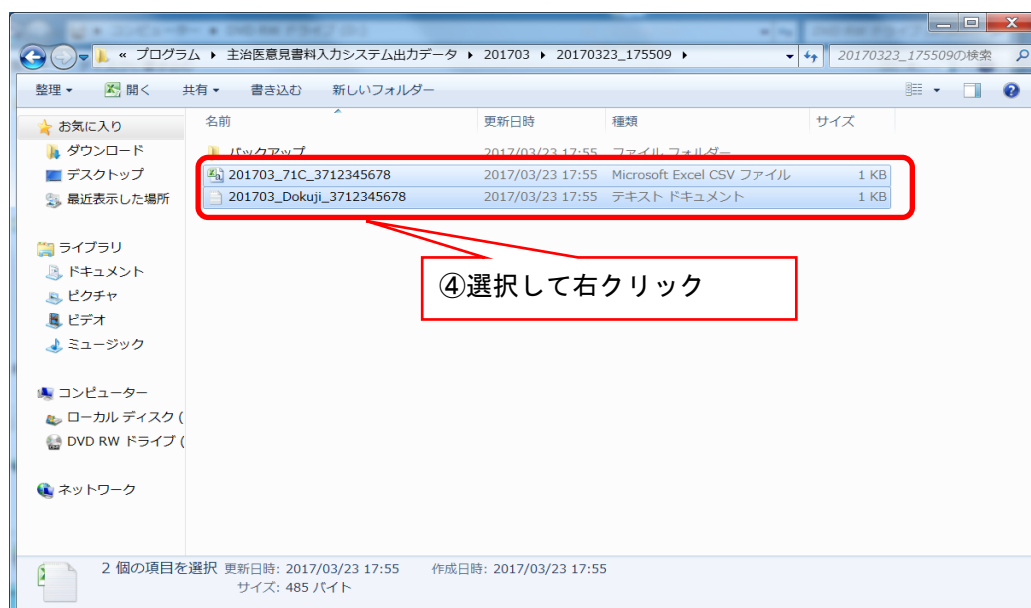 « プログラム ▸ 主治医意見書料入力システム出力データ ▸ 201703 ▸ 20170323_175509 ▸
20170323_175509の検索
整理 開く 共有 書き込む 新しいフォルダー
お気に入り
ダウンロード
デスクトップ
最近表示した場所
ライブラリ
ドキュメント
ピクチャ
ビデオ
ミュージック
コンピューター
ローカル ディスク (
DVD RW ドライブ (
ネットワーク
名前 更新日時 種類 サイズ
バックアップ 2017/03/23 17:55 ファイル フォルダー
201703_71C_3712345678 2017/03/23 17:55 Microsoft Excel CSV ファイル 1 KB
201703_Dokuji_3712345678 2017/03/23 17:55 テキスト ドキュメント 1 KB
④選択して右クリック
2 個の項目を選択 更新日時: 2017/03/23 17:55 作成日時: 2017/03/23 17:55
サイズ: 485 バイト